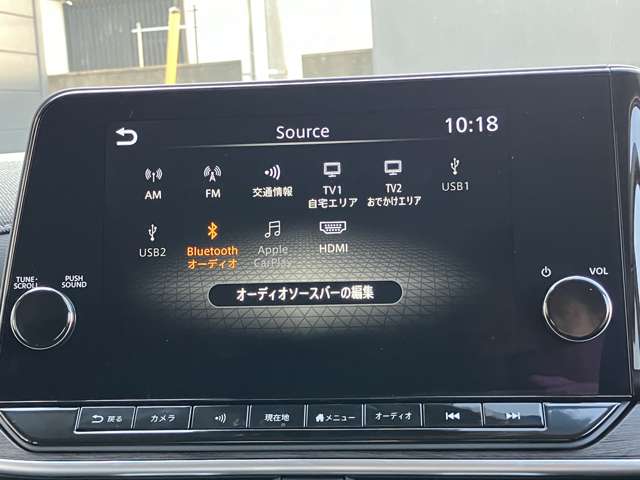 Source
10:18
AM
FM
交通情報
TV1
自宅エリア
TV2
おでかけエリア
USB1
USB2
Bluetooth
オーディオ
Apple
CarPlay
HDMI
オーディオソースバーの編集
TUNE-
SCROLL
PUSH
SOUND
VOL
戻る
カメラ
現在地
メニュー
オーディオ